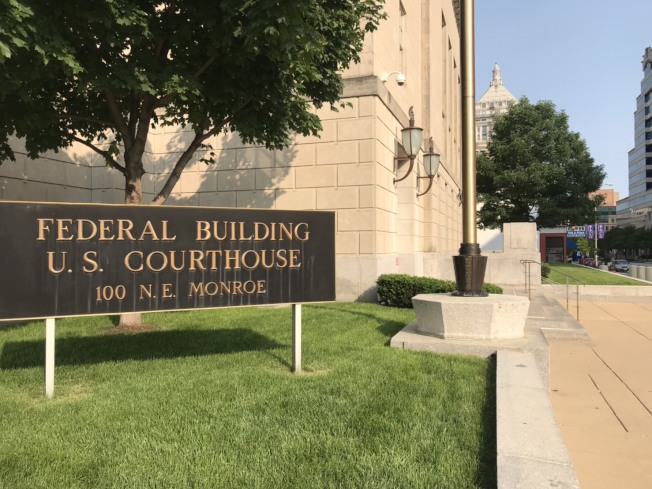 FEDERAL BUILDING
U.S. COURTHOUSE
100 N.E. MONROE